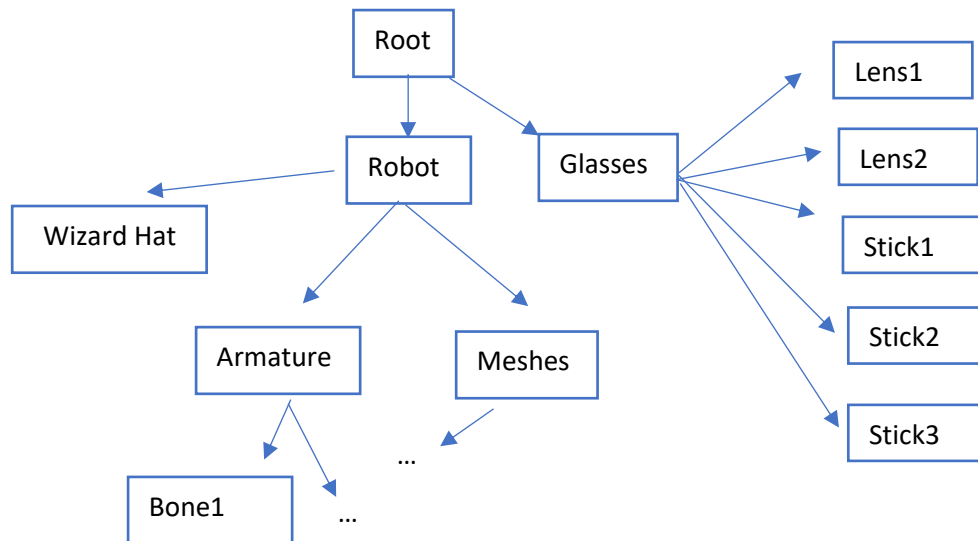 Root
Lens1
Robot
Glasses
Lens2
Wizard Hat
Stick1
Armature
Meshes
Stick2
Stick3
...
Bone1
...